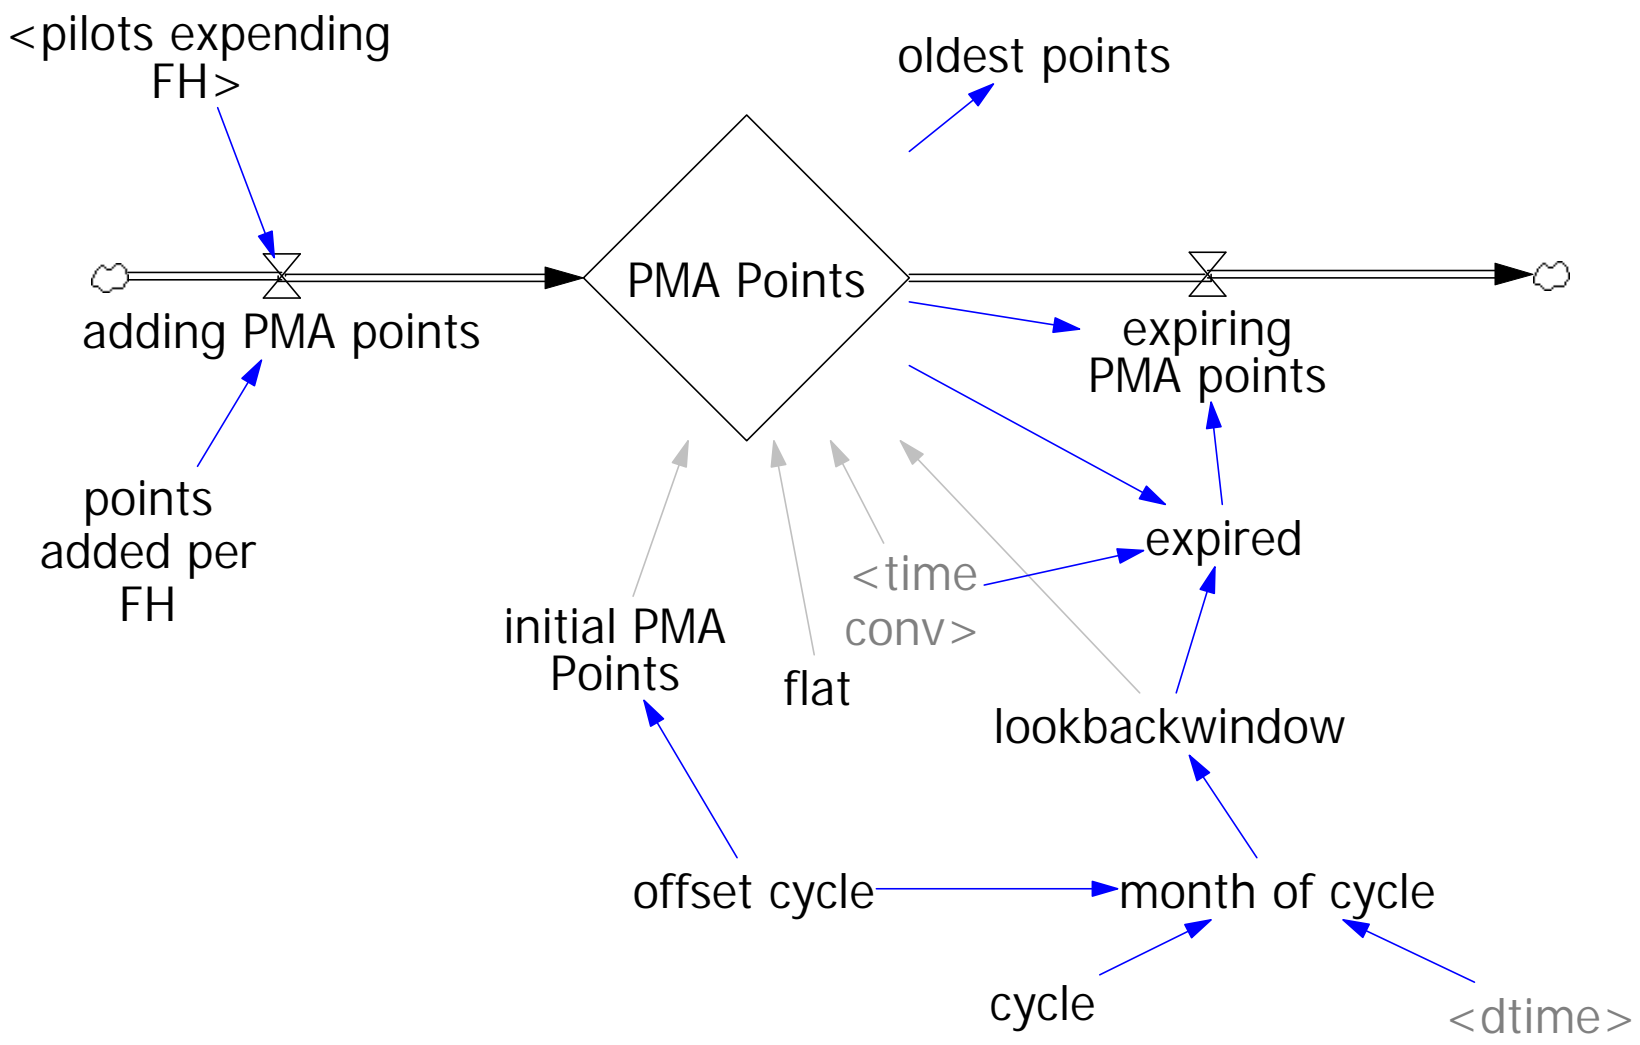 <pilots expending
FH>
oldest points
PMA Points
adding PMA points
expiring
PMA points
points
added per
FH
expired
<time
conv>
initial PMA
Points
flat
lookbackwindow
offset cycle
month of cycle
cycle
<dtime>